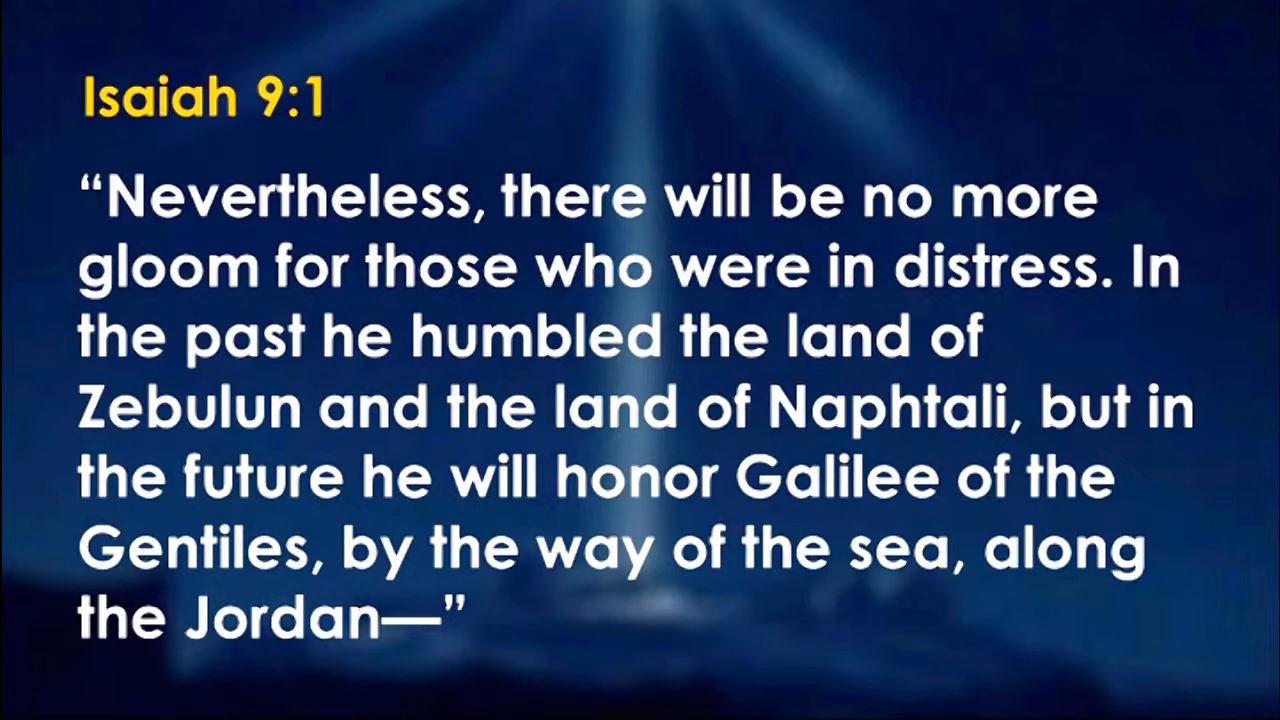 Isaiah 9:1
“Nevertheless, there will be no more
gloom for those who were in distress. In
the past he humbled the land of
Zebulun and the land of Naphtali, but in
the future he will honor Galilee of the
Gentiles, by the way of the sea, along
the Jordan—”